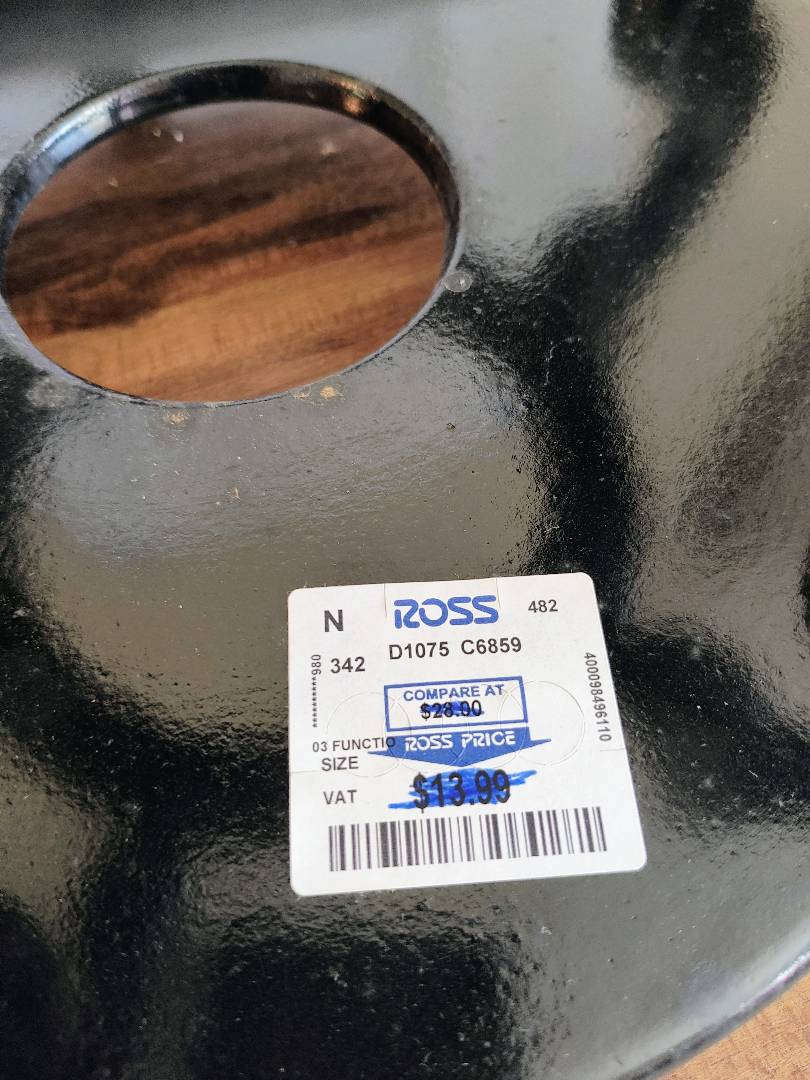 N ROSS 482
D1075 C6859
342
***********980
COMPARE AT
$28.00
400098496110
03 FUNCTIO ROSS PRICE
SIZE
VAT $13.99